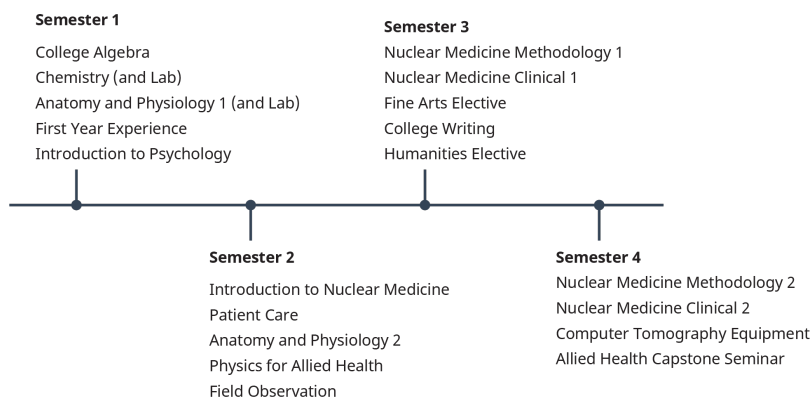 Semester 1
College Algebra
Chemistry (and Lab)
Anatomy and Physiology 1 (and Lab)
First Year Experience
Introduction to Psychology
Semester 2
Introduction to Nuclear Medicine
Patient Care
Anatomy and Physiology 2
Physics for Allied Health
Field Observation
Semester 3
Nuclear Medicine Methodology 1
Nuclear Medicine Clinical 1
Fine Arts Elective
College Writing
Humanities Elective
Semester 4
Nuclear Medicine Methodology 2
Nuclear Medicine Clinical 2
Computer Tomography Equipment
Allied Health Capstone Seminar